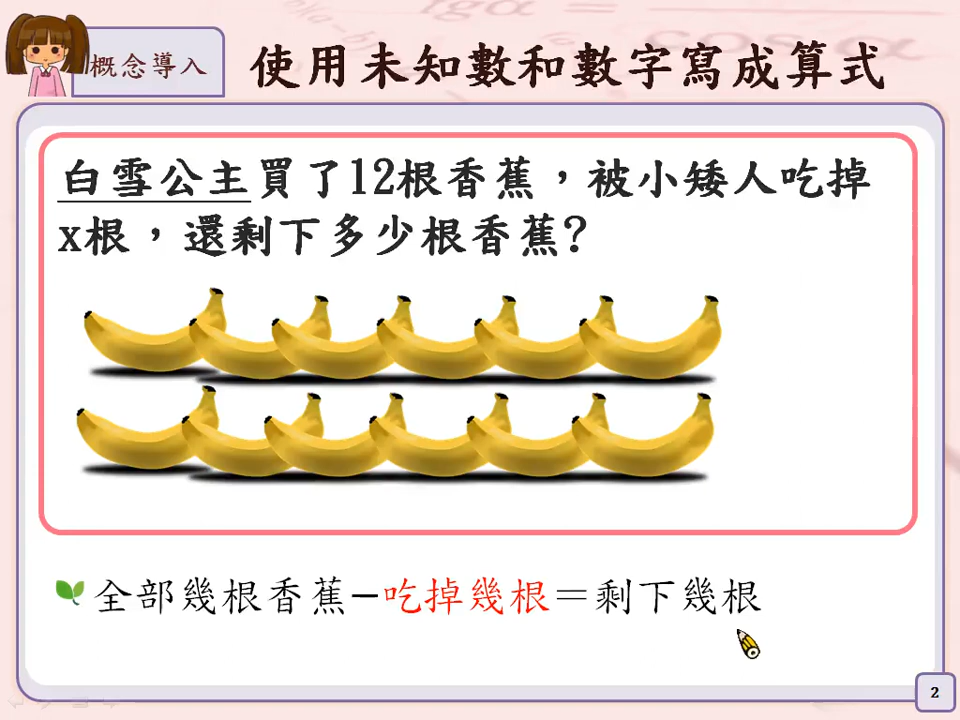 概念導入
使用未知數和數字寫成算式
白雪公主買了12根香蕉，被小矮人吃掉
x根，還剩下多少根香蕉?
全部幾根香蕉−吃掉幾根＝剩下幾根
2